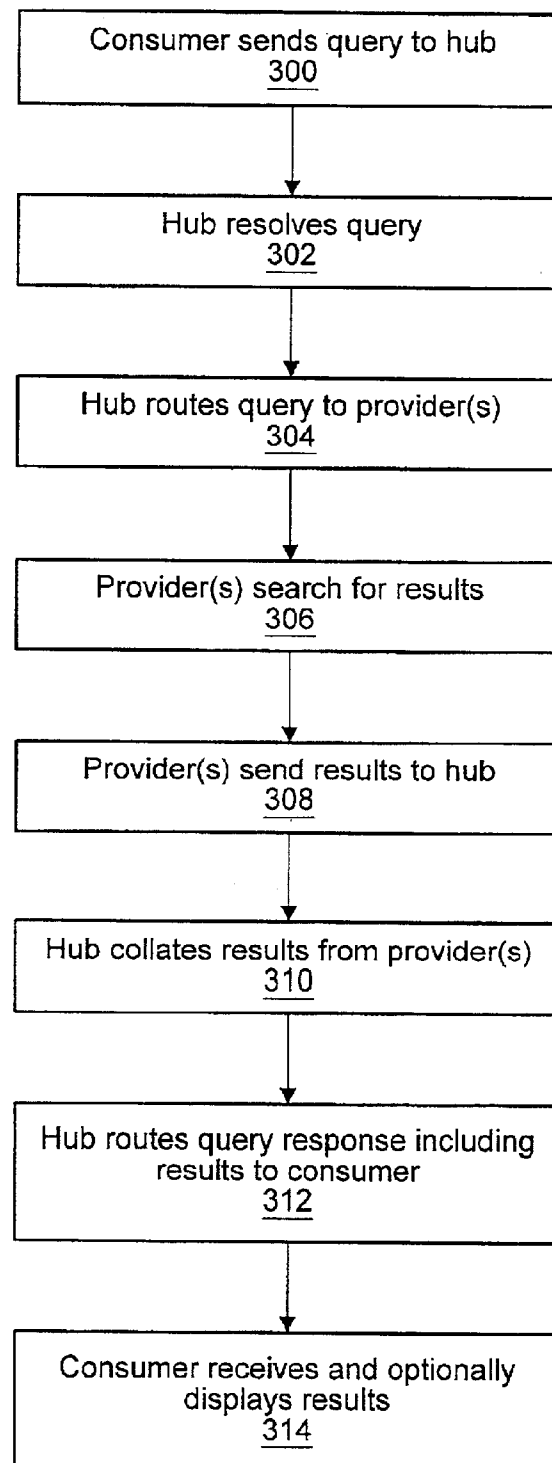 Consumer sends query to hub
300
Hub resolves query
302
Hub routes query to provider(s)
304
Provider(s) search for results
306
Provider(s) send results to hub
308
Hub collates results from provider(s)
310
Hub routes query response including
results to consumer
312
Consumer receives and optionally
displays results
314